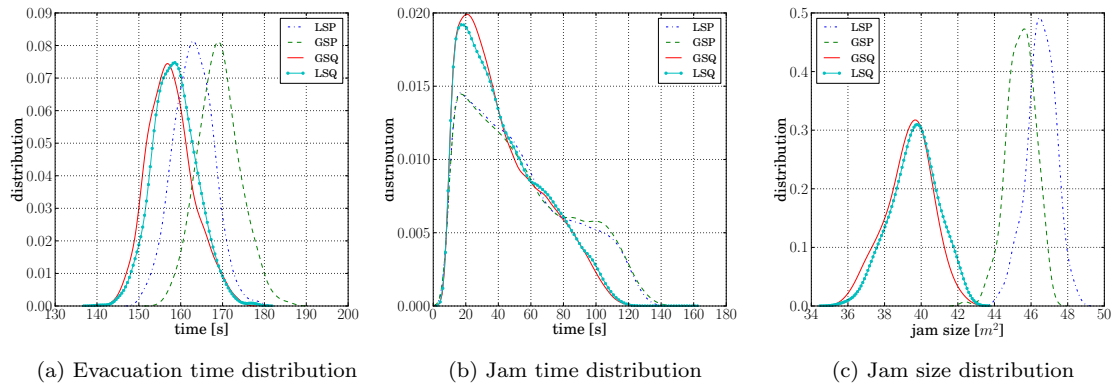 0.09
0.08
0.07
0.06
0.05
0.04
0.03
0.02
0.01
0.00
distribution
130 140 150 160 170 180 190 200
time [s]
LSP
GSP
GSQ
LSQ
(a) Evacuation time distribution
0.020
0.015
0.010
0.005
0.000
distribution
0 20 40 60 80 100 120 140 160 180
time [s]
LSP
GSP
GSQ
LSQ
(b) Jam time distribution
0.5
0.4
0.3
0.2
0.1
0.0
distribution
34 36 38 40 42 44 46 48 50
jam size [m²]
LSP
GSP
GSQ
LSQ
(c) Jam size distribution